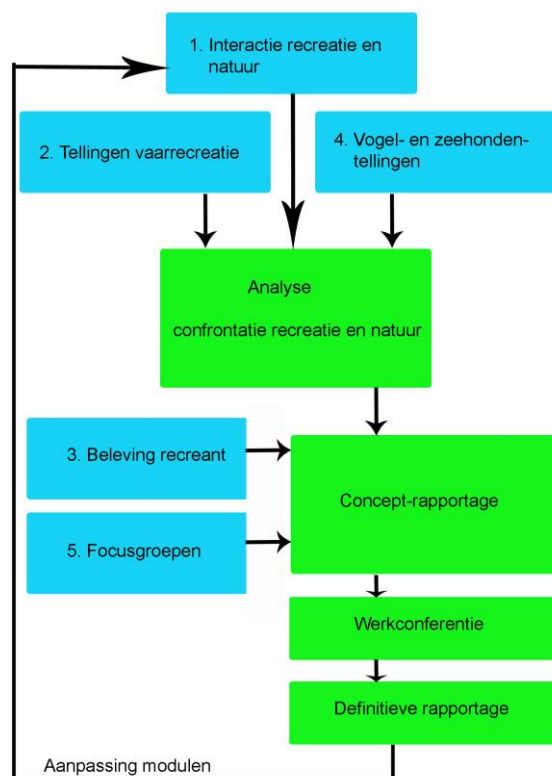 1. Interactie recreatie en
natuur
2. Tellingen vaarrecreatie
4. Vogel- en zeehonden-
tellingen
Analyse
confrontatie recreatie en natuur
3. Beleving recreant
Concept-rapportage
5. Focusgroepen
Werkconferentie
Definitieve rapportage
Aanpassing modulen